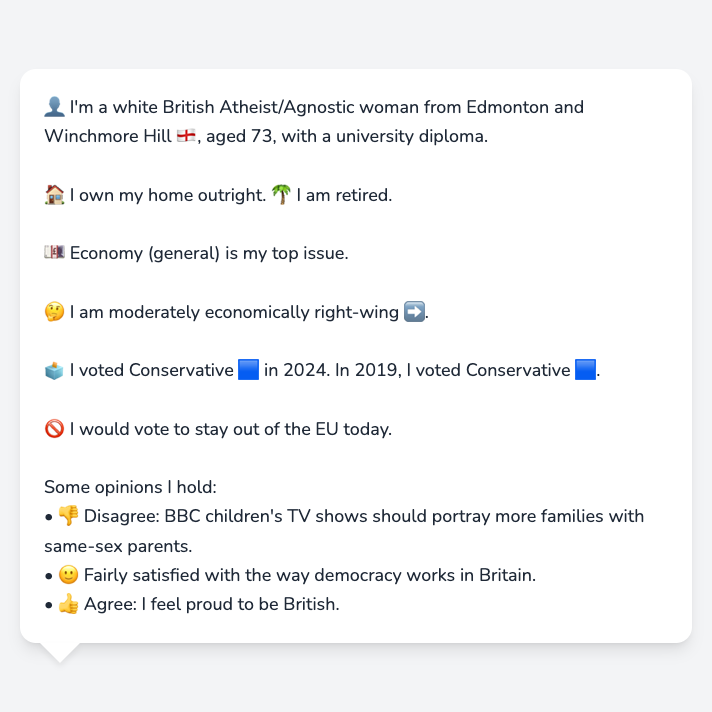 👤 I'm a white British Atheist/Agnostic woman from Edmonton and
Winchmore Hill 🏴󠁧󠁢󠁥󠁮󠁧󠁿, aged 73, with a university diploma.
🏠 I own my home outright. 🌴 I am retired.
💷 Economy (general) is my top issue.
🤔 I am moderately economically right-wing ➡️.
🗳️ I voted Conservative 🟦 in 2024. In 2019, I voted Conservative 🟦.
🚫 I would vote to stay out of the EU today.
Some opinions I hold:
• 👎 Disagree: BBC children's TV shows should portray more families with
same-sex parents.
• 🙂 Fairly satisfied with the way democracy works in Britain.
• 👍 Agree: I feel proud to be British.